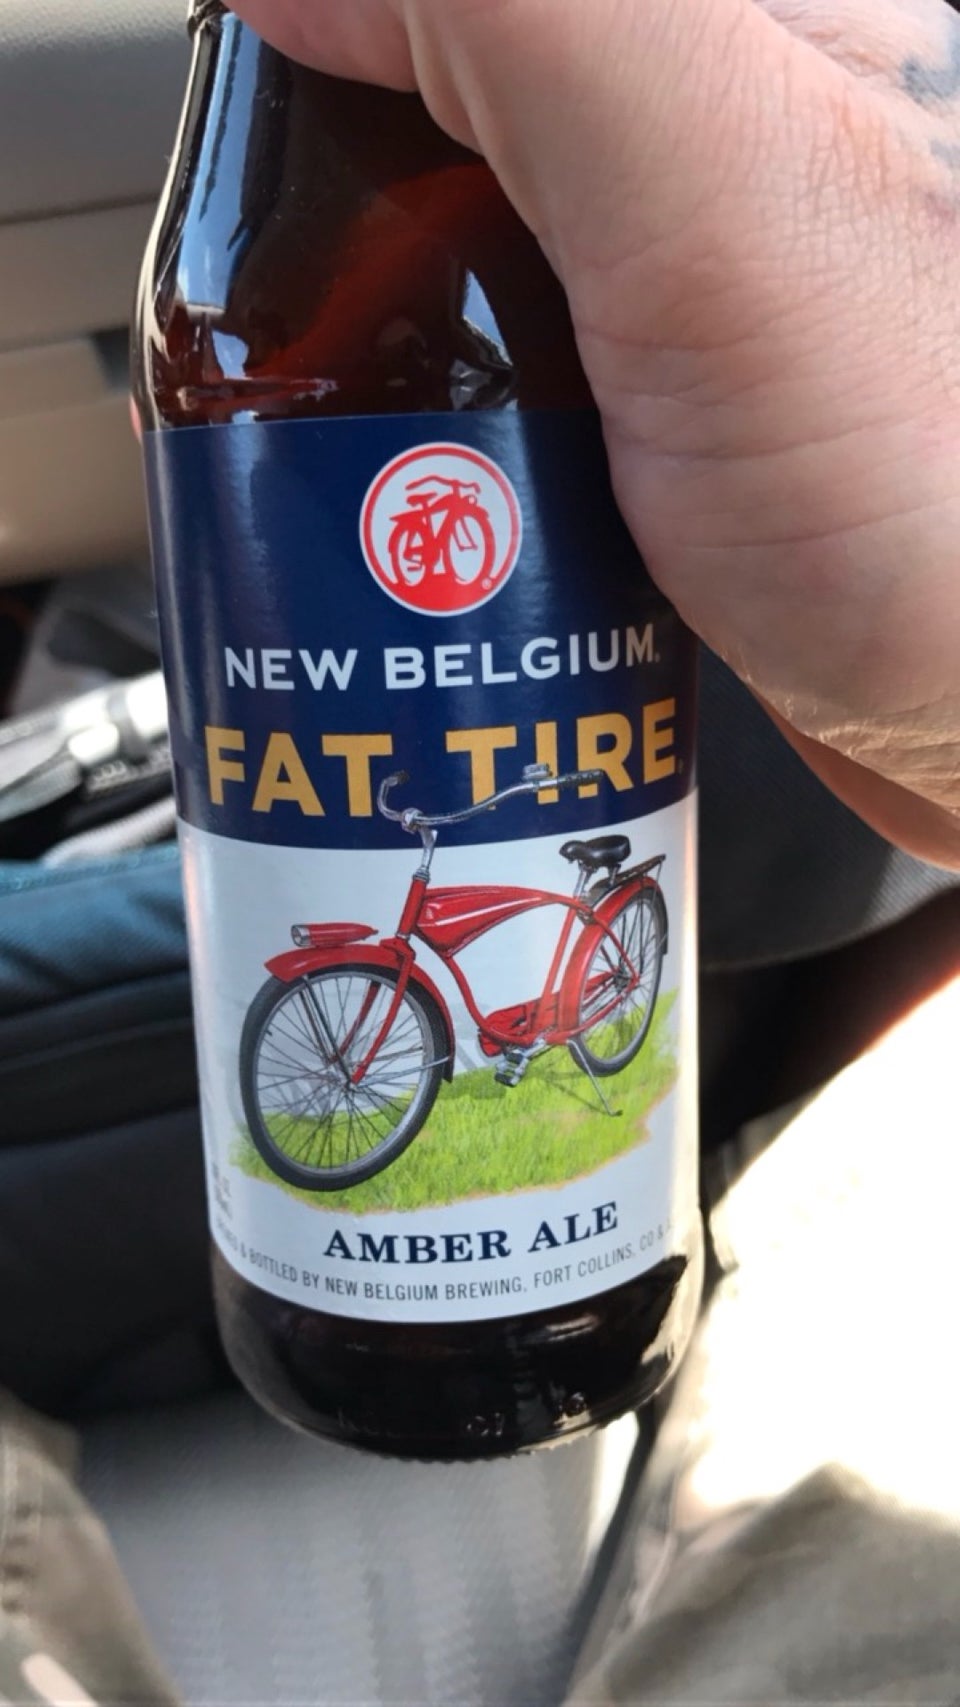 NEW BELGIUM.
FAT TIRE
AMBER ALE
& BOTTLED BY NEW BELGIUM BREWING, FORT COLLINS, CO &